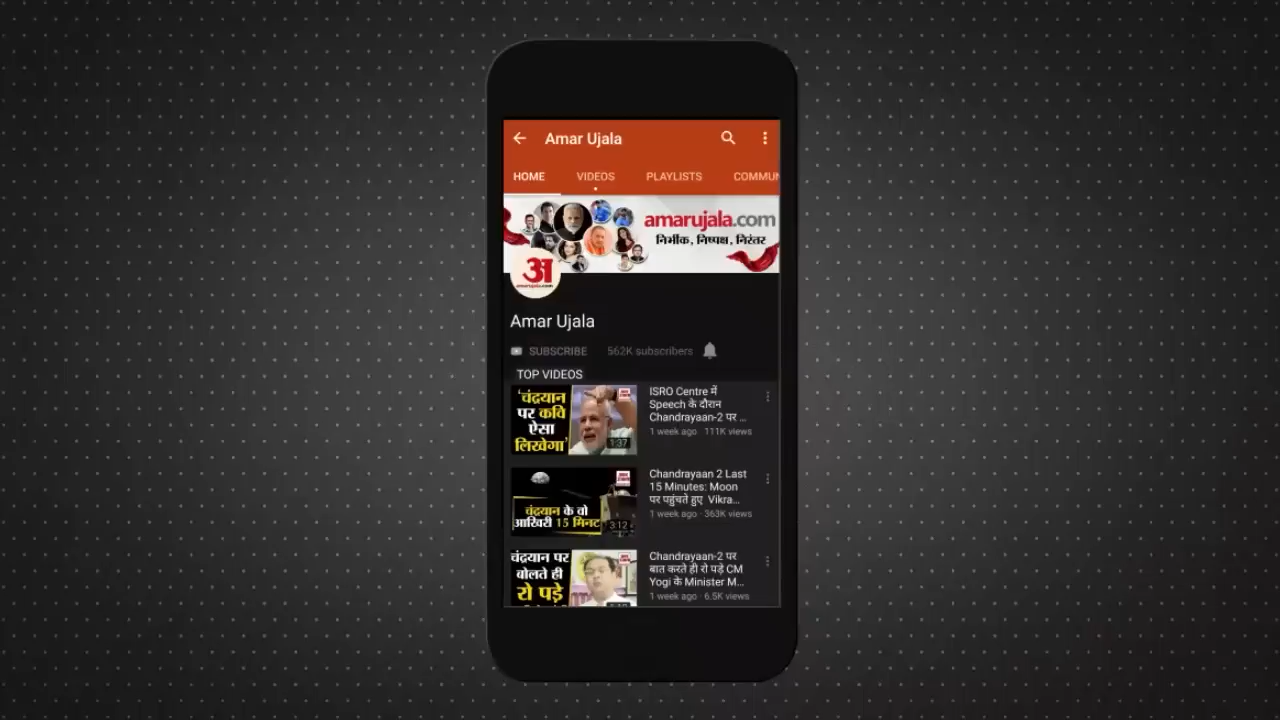 Amar Ujala
HOME VIDEOS PLAYLISTS COMMUN
amarujala.com
निर्भीक, निष्पक्ष, निरंतर
अ
amarujala.com
Amar Ujala
SUBSCRIBE 562K subscribers
TOP VIDEOS
'चंद्रयान
पर कवि
ऐसा
लिखेगा'
1:37
ISRO Centre में
Speech के दौरान
Chandrayaan-2 पर ...
1 week ago · 111K views
चंद्रयान के वो
आखिरी 15 मिनट
3:12
Chandrayaan 2 Last
15 Minutes: Moon
पर पहुंचते हुए Vikra...
1 week ago · 363K views
चंद्रयान पर
बोलते ही
रो पड़े
Chandrayaan-2 पर
बात करते ही रो पड़े CM
Yogi के Minister M...
1 week ago · 6.5K views